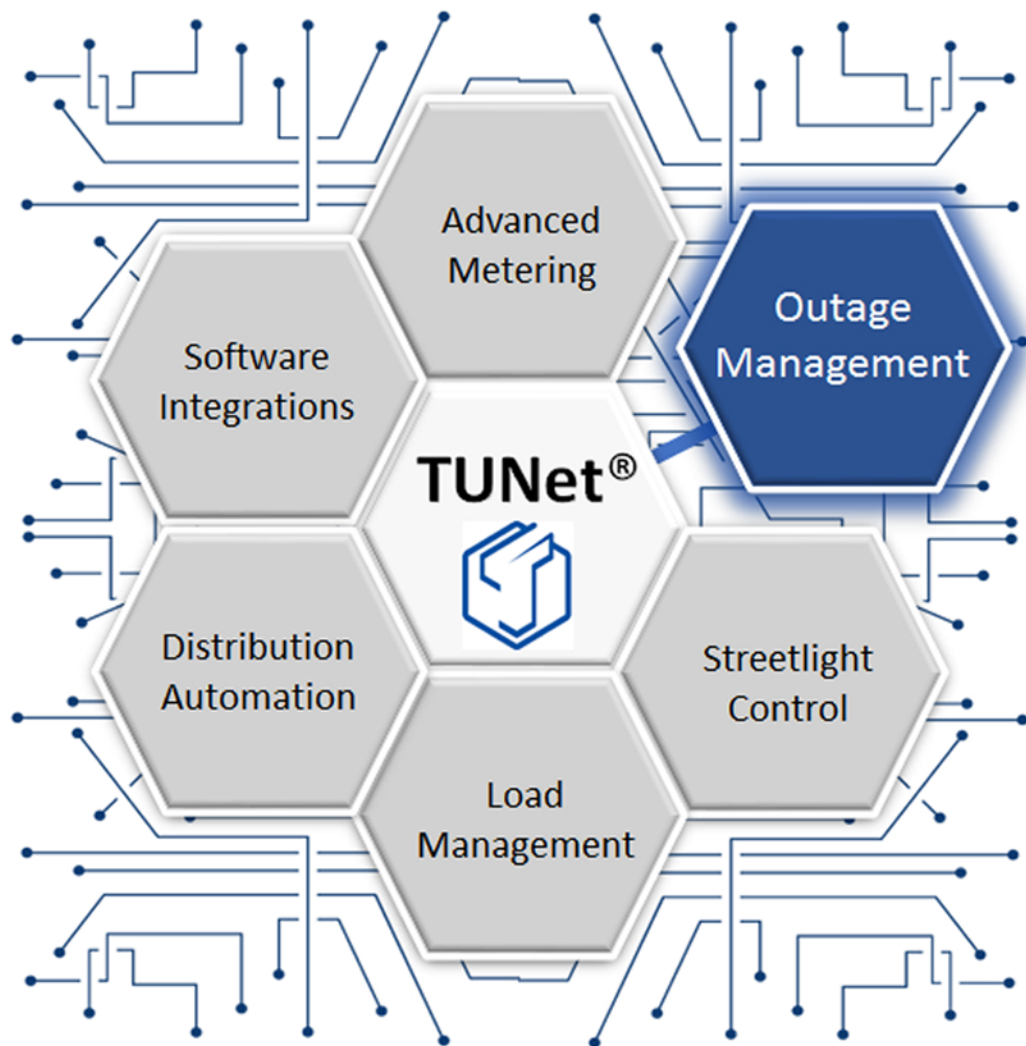 Advanced
Metering
Outage
Management
Software
Integrations
TUNet®
Distribution
Automation
Streetlight
Control
Load
Management